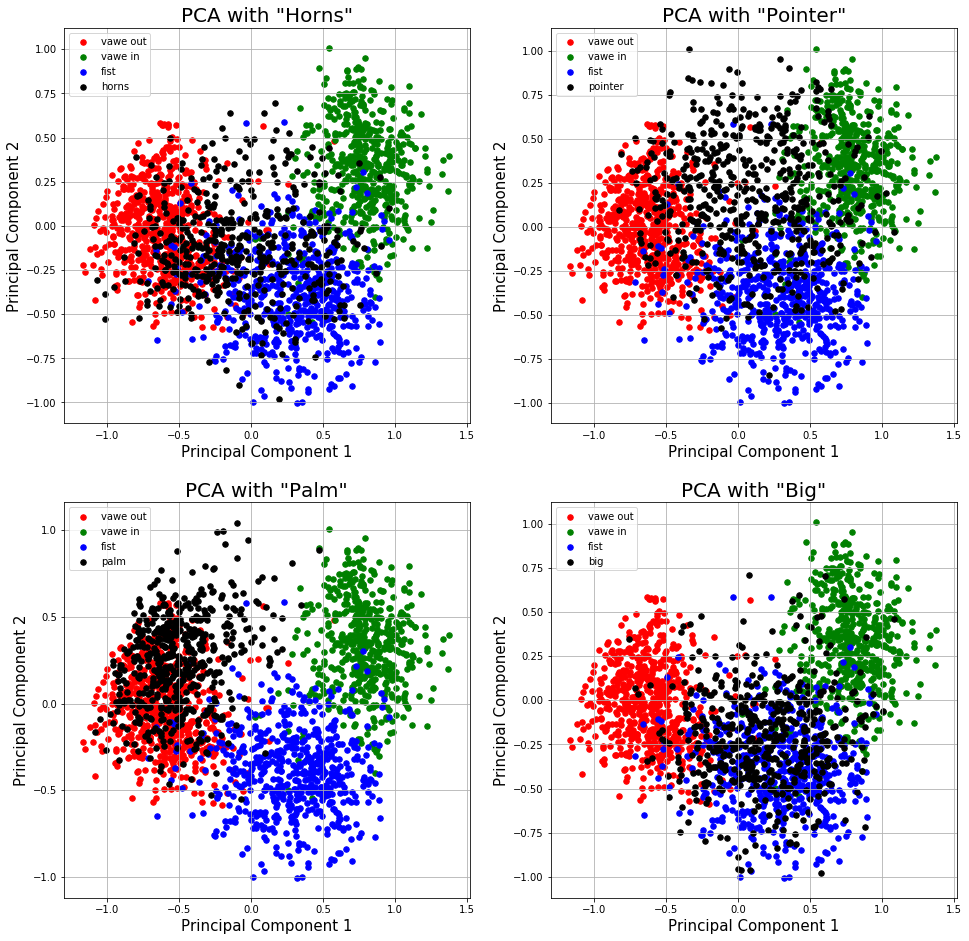 PCA with "Horns"
vawe out
vawe in
fist
horns
1.00
0.75
0.50
0.25
0.00
−0.25
−0.50
−0.75
−1.00
Principal Component 2
−1.0
−0.5
0.0
0.5
1.0
1.5
Principal Component 1
PCA with "Pointer"
vawe out
vawe in
fist
pointer
1.00
0.75
0.50
0.25
0.00
−0.25
−0.50
−0.75
−1.00
Principal Component 2
−1.0
−0.5
0.0
0.5
1.0
1.5
Principal Component 1
PCA with "Palm"
vawe out
vawe in
fist
palm
1.0
0.5
0.0
−0.5
−1.0
Principal Component 2
−1.0
−0.5
0.0
0.5
1.0
1.5
Principal Component 1
PCA with "Big"
vawe out
vawe in
fist
big
1.00
0.75
0.50
0.25
0.00
−0.25
−0.50
−0.75
−1.00
Principal Component 2
−1.0
−0.5
0.0
0.5
1.0
1.5
Principal Component 1